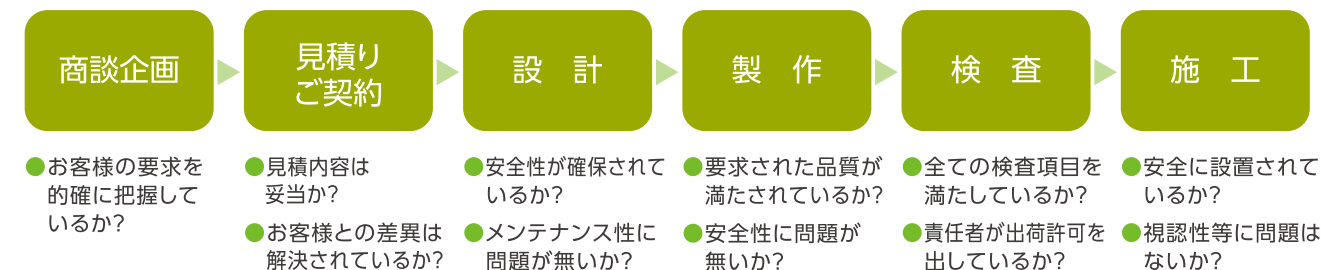 商談企画
見積り
ご契約
設　計
製　作
検　査
施　工
●お客様の要求を
的確に把握して
いるか?
●見積内容は
妥当か?
●お客様との差異は
解決されているか?
●安全性が確保されて
いるか?
●メンテナンス性に
問題が無いか?
●要求された品質が
満たされているか?
●安全性に問題が
無いか?
●全ての検査項目を
満たしているか?
●責任者が出荷許可を
出しているか?
●安全に設置されて
いるか?
●視認性等に問題は
ないか?